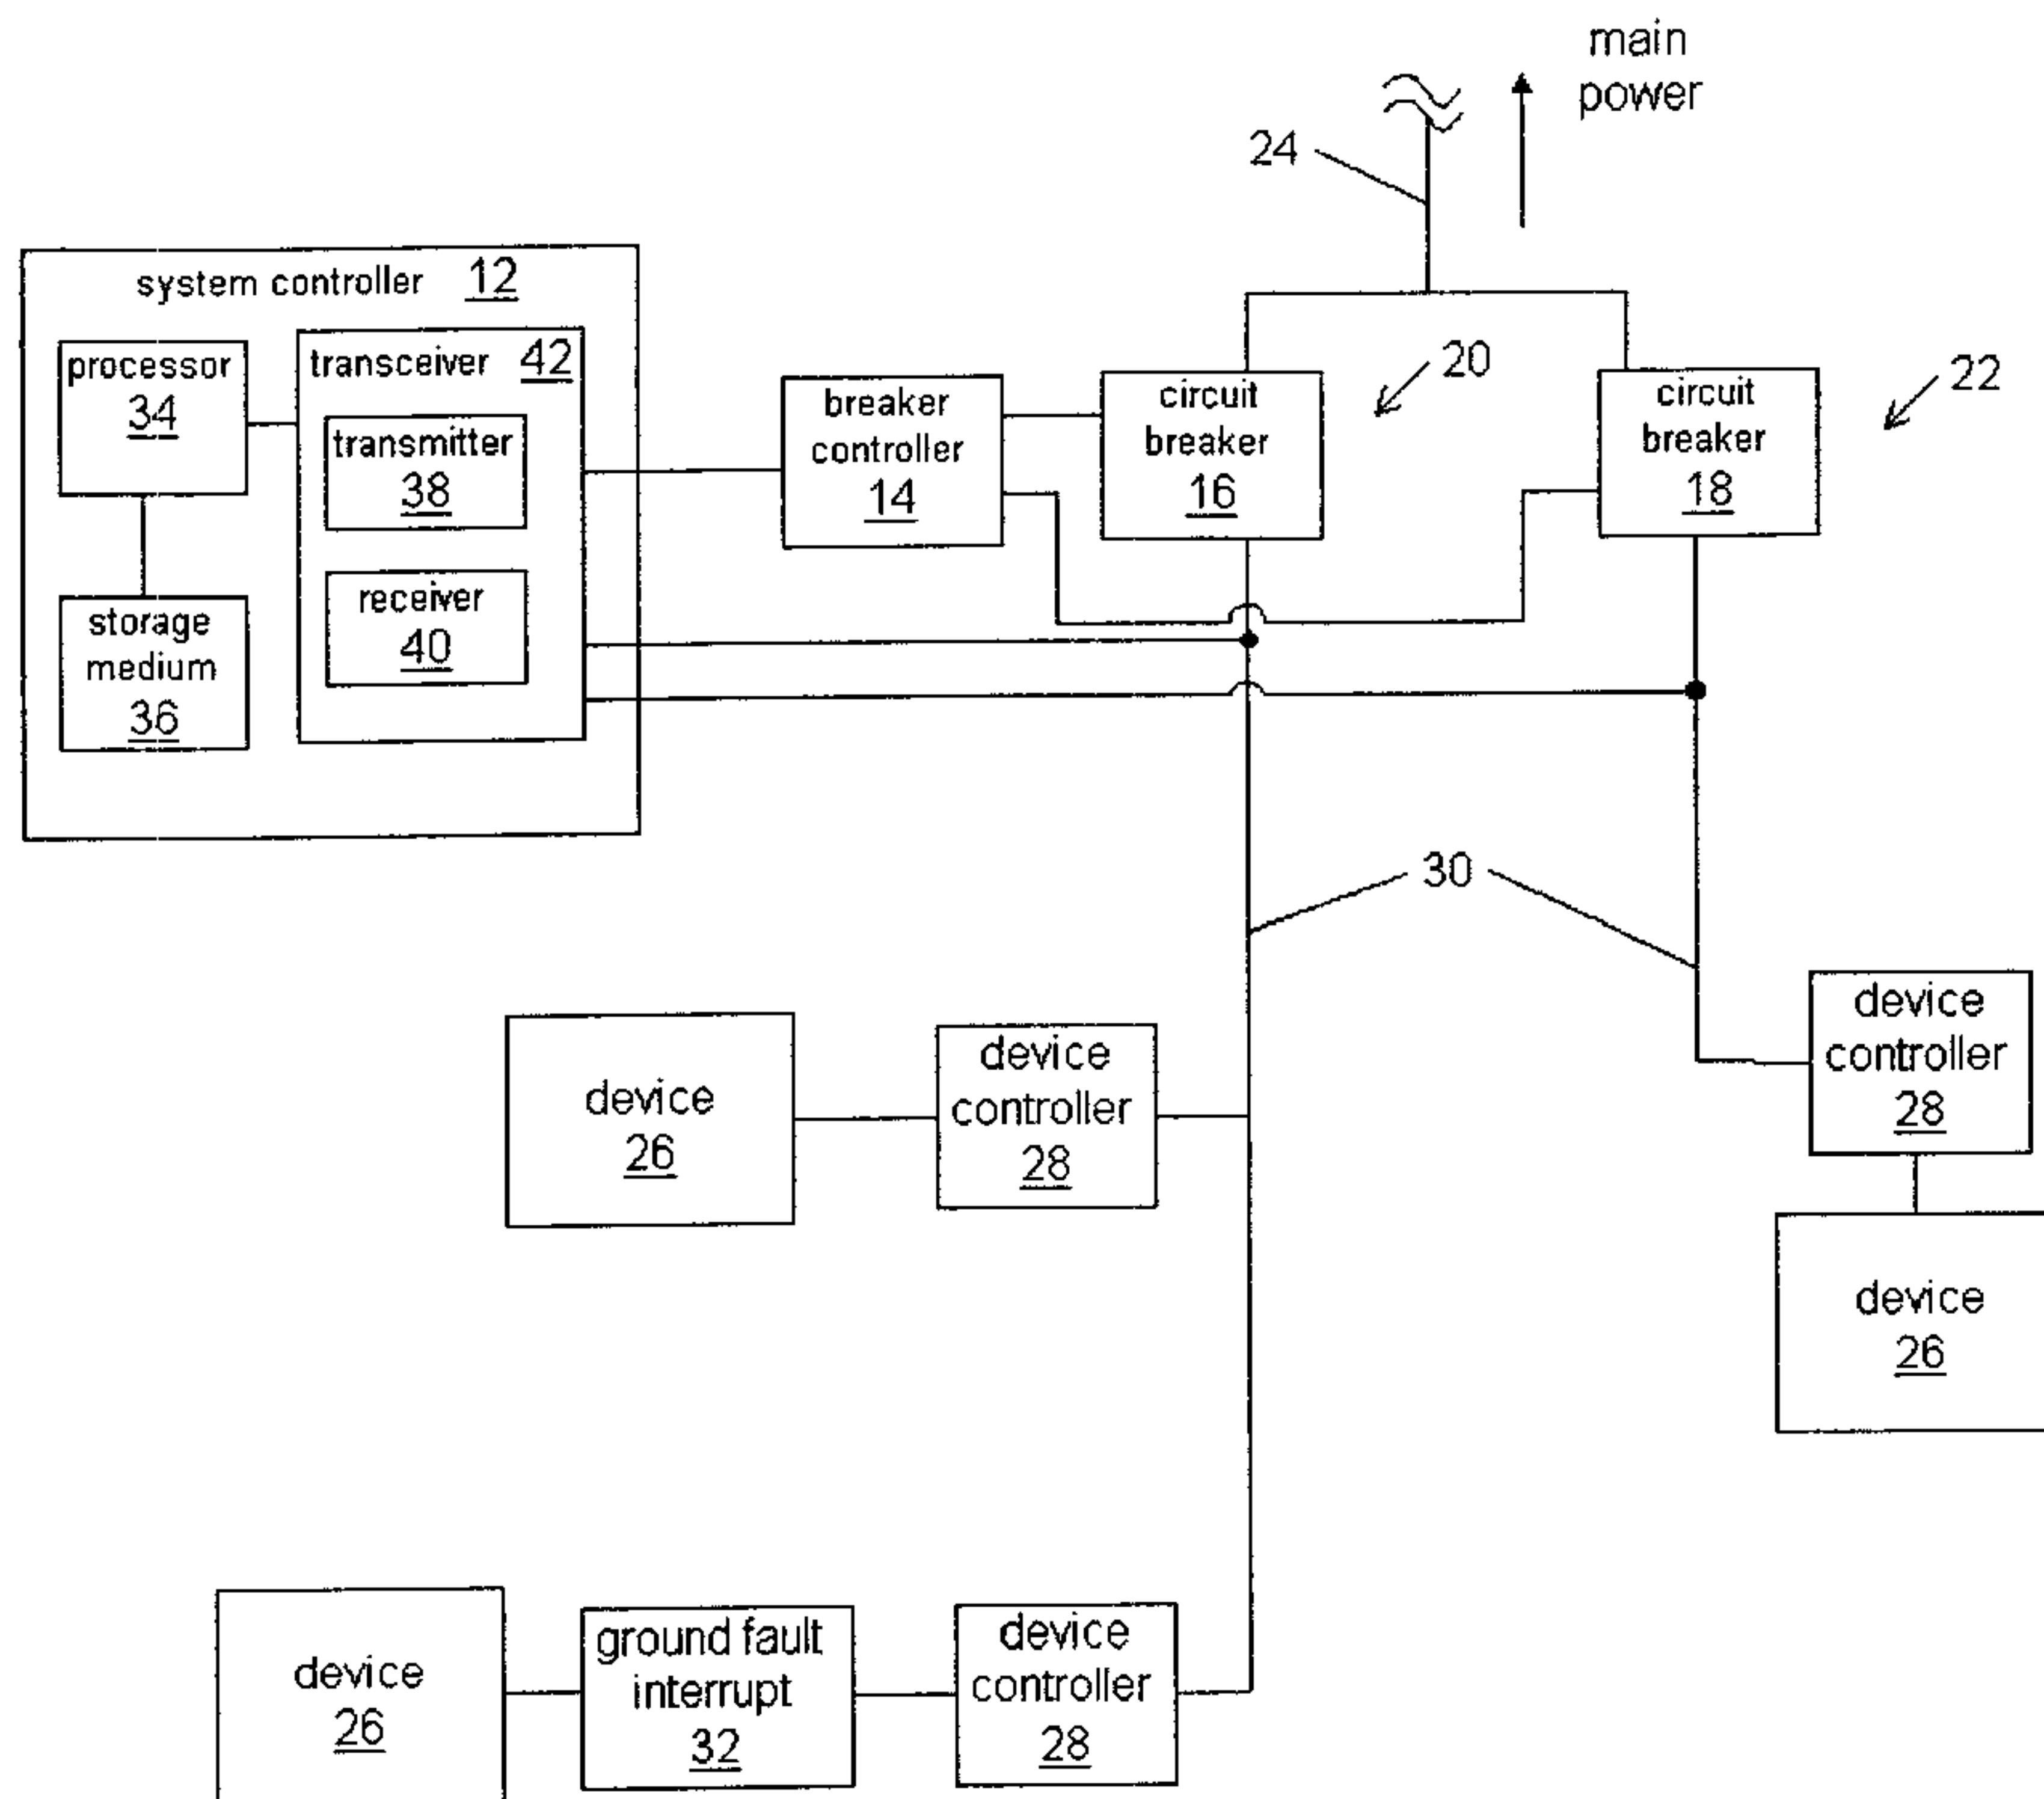 main
power
24
system controller 12
processor
34
transceiver 42
transmitter
38
receiver
40
storage
medium
36
breaker
controller
14
circuit
breaker
16
20
circuit
breaker
18
22
30
device
26
device
controller
28
device
controller
28
device
26
device
26
ground fault
interrupt
32
device
controller
28